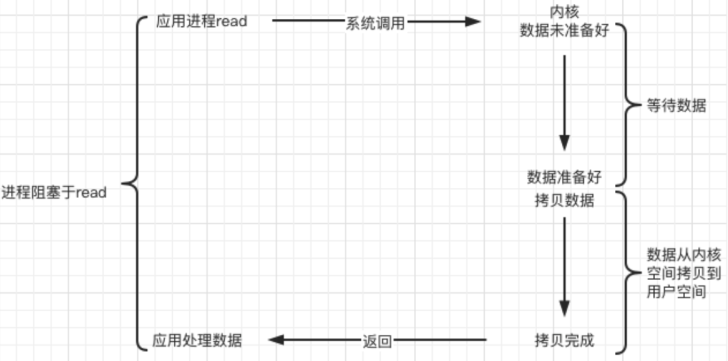 应用进程read
系统调用
内核
数据未准备好
等待数据
数据准备好
拷贝数据
进程阻塞于read
数据从内核
空间拷贝到
用户空间
应用处理数据
返回
拷贝完成